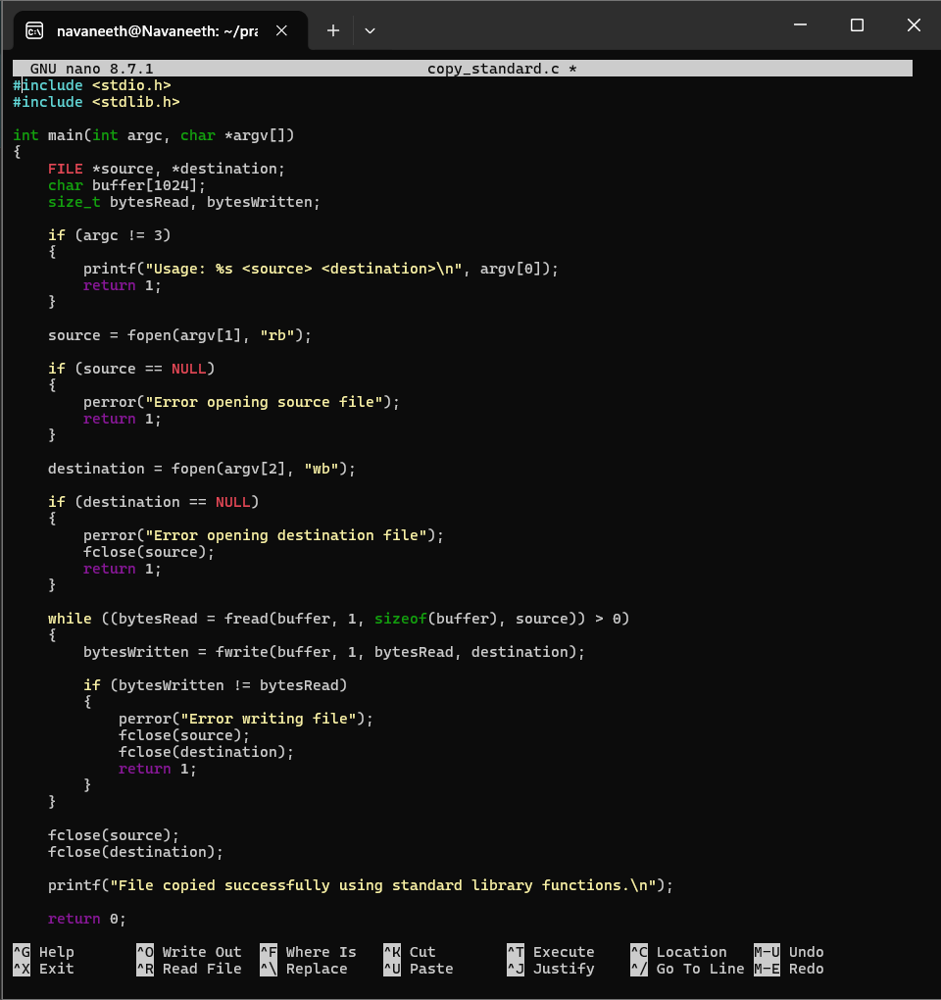 navaneeth@Navaneeth: ~/pra
GNU nano 8.7.1 copy_standard.c *
#include <stdio.h>
#include <stdlib.h>
int main(int argc, char *argv[])
{
    FILE *source, *destination;
    char buffer[1024];
    size_t bytesRead, bytesWritten;
    if (argc != 3)
    {
        printf("Usage: %s <source> <destination>\n", argv[0]);
        return 1;
    }
    source = fopen(argv[1], "rb");
    if (source == NULL)
    {
        perror("Error opening source file");
        return 1;
    }
    destination = fopen(argv[2], "wb");
    if (destination == NULL)
    {
        perror("Error opening destination file");
        fclose(source);
        return 1;
    }
    while ((bytesRead = fread(buffer, 1, sizeof(buffer), source)) > 0)
    {
        bytesWritten = fwrite(buffer, 1, bytesRead, destination);
        if (bytesWritten != bytesRead)
        {
            perror("Error writing file");
            fclose(source);
            fclose(destination);
            return 1;
        }
    }
    fclose(source);
    fclose(destination);
    printf("File copied successfully using standard library functions.\n");
    return 0;
^G Help ^O Write Out ^F Where Is ^K Cut ^T Execute ^C Location M-U Undo
^X Exit ^R Read File ^\ Replace ^U Paste ^J Justify ^/ Go To Line M-E Redo